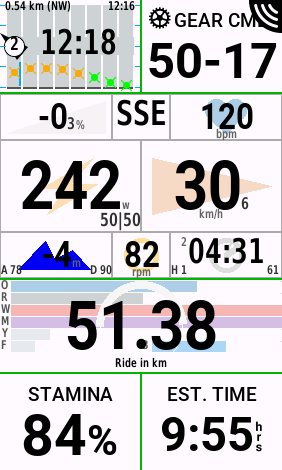 0.54 km (NW) 12:16
2
12:18
GEAR CM
50-17
-0.3%
SSE
120
bpm
242 w
50|50
30.6
km/h
-4 m
A 78 D 90
82
rpm
2 04:31
H 1 61
O
R
W
M
Y
F
51.38
Ride in km
STAMINA
84%
EST. TIME
9:55 hrs